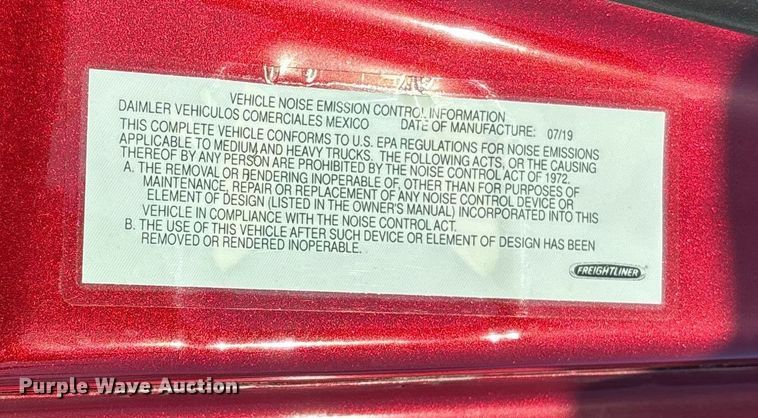 VEHICLE NOISE EMISSION CONTROL INFORMATION
DAIMLER VEHICULOS COMERCIALES MEXICO DATE OF MANUFACTURE: 07/19
THIS COMPLETE VEHICLE CONFORMS TO U.S. EPA REGULATIONS FOR NOISE EMISSIONS
APPLICABLE TO MEDIUM AND HEAVY TRUCKS. THE FOLLOWING ACTS, OR THE CAUSING
THEREOF BY ANY PERSON ARE PROHIBITED BY THE NOISE CONTROL ACT OF 1972.
A. THE REMOVAL OR RENDERING INOPERABLE OF, OTHER THAN FOR PURPOSES OF
MAINTENANCE, REPAIR OR REPLACEMENT OF ANY NOISE CONTROL DEVICE OR
ELEMENT OF DESIGN (LISTED IN THE OWNER'S MANUAL) INCORPORATED INTO THIS
VEHICLE IN COMPLIANCE WITH THE NOISE CONTROL ACT.
B. THE USE OF THIS VEHICLE AFTER SUCH DEVICE OR ELEMENT OF DESIGN HAS BEEN
REMOVED OR RENDERED INOPERABLE.
FREIGHTLINER
Purple Wave Auction